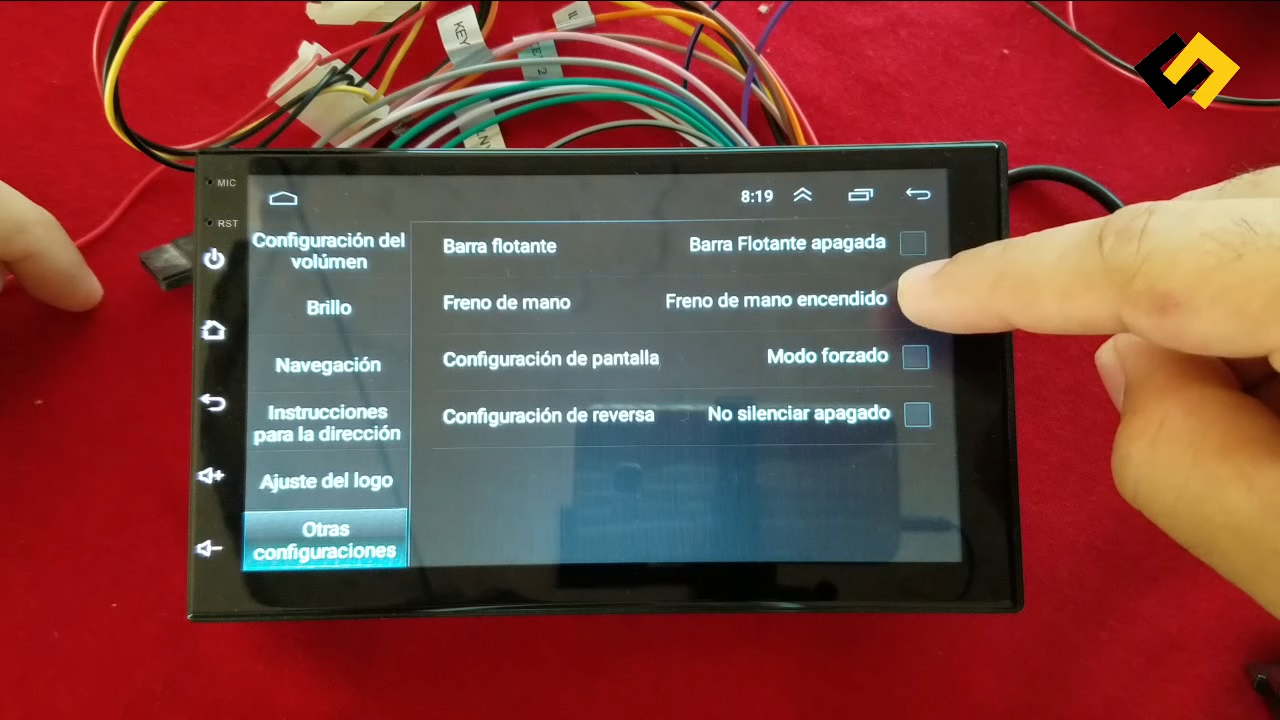 KEY
IL
MIC
RST
8:19
Configuración del
volúmen
Brillo
Navegación
Instrucciones
para la dirección
Ajuste del logo
Otras
configuraciones
Barra flotante
Barra Flotante apagada
Freno de mano
Freno de mano encendido
Configuración de pantalla
Modo forzado
Configuración de reversa
No silenciar apagado